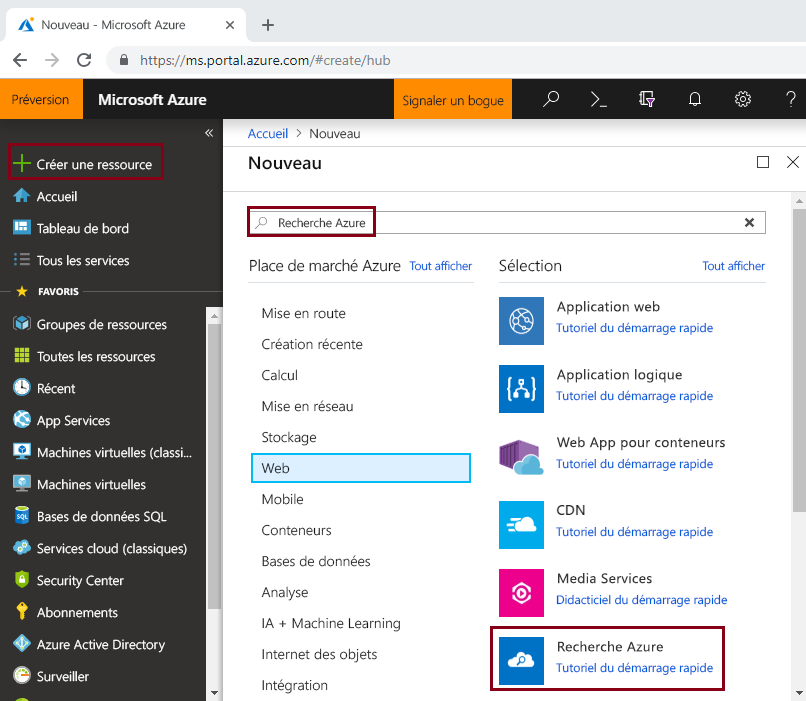 Nouveau - Microsoft Azure
https://ms.portal.azure.com/#create/hub
Préversion
Microsoft Azure
Signaler un bogue
Créer une ressource
Accueil
Tableau de bord
Tous les services
FAVORIS
Groupes de ressources
Toutes les ressources
Récent
App Services
Machines virtuelles (classi...
Machines virtuelles
Bases de données SQL
Services cloud (classiques)
Security Center
Abonnements
Azure Active Directory
Surveiller
Accueil > Nouveau
Nouveau
Recherche Azure
Place de marché Azure Tout afficher
Mise en route
Création récente
Calcul
Mise en réseau
Stockage
Web
Mobile
Conteneurs
Bases de données
Analyse
IA + Machine Learning
Internet des objets
Intégration
Sélection Tout afficher
Application web
Tutoriel du démarrage rapide
Application logique
Tutoriel du démarrage rapide
Web App pour conteneurs
Tutoriel du démarrage rapide
CDN
Tutoriel du démarrage rapide
Media Services
Didacticiel du démarrage rapide
Recherche Azure
Tutoriel du démarrage rapide